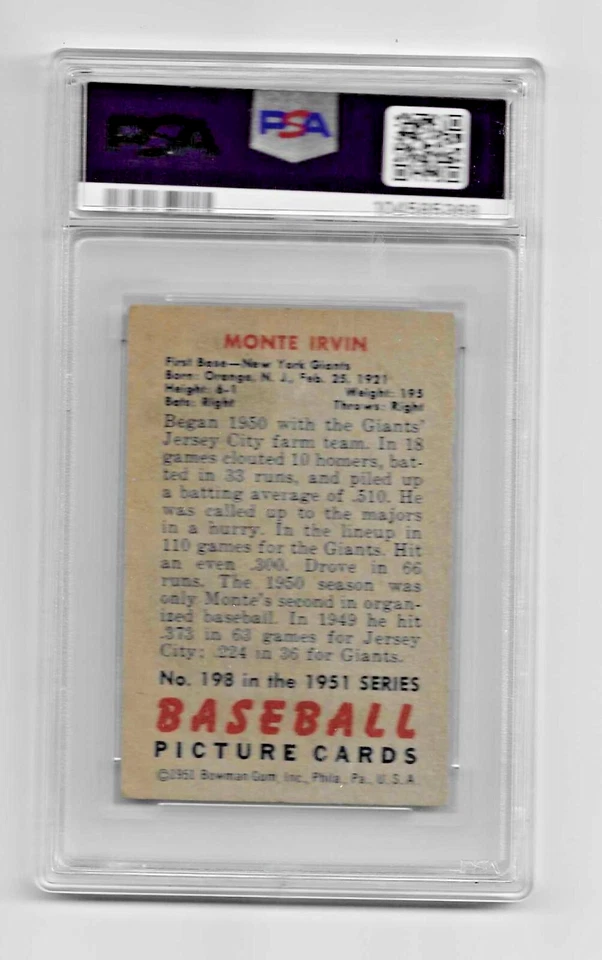 PSA
PSA
104595398
MONTE IRVIN
First Base—New York Giants
Born: Orange, N. J., Feb. 25, 1921
Height: 6-1 Weight: 195
Bats: Right Throws: Right
Began 1950 with the Giants'
Jersey City farm team. In 18
games clouted 10 homers, bat-
ted in 33 runs, and piled up
a batting average of .510. He
was called up to the majors
in a hurry. In the lineup in
110 games for the Giants. Hit
an even .300. Drove in 66
runs. The 1950 season was
only Monte's second in organ-
ized baseball. In 1949 he hit
.373 in 63 games for Jersey
City; .224 in 36 for Giants.
No. 198 in the 1951 SERIES
BASEBALL
PICTURE CARDS
©1951 Bowman Gum, Inc., Phila., Pa., U.S.A.